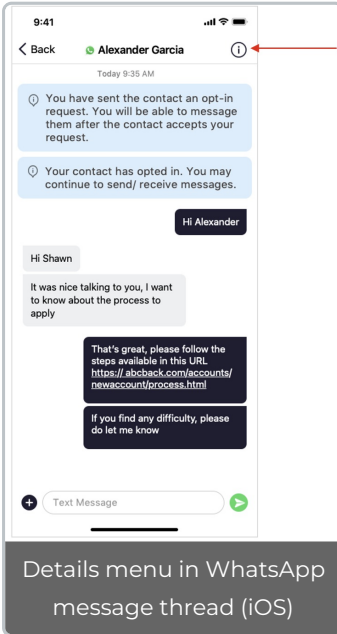 9:41
Back
Alexander Garcia
Today 9:35 AM
You have sent the contact an opt-in
request. You will be able to message
them after the contact accepts your
request.
Your contact has opted in. You may
continue to send/ receive messages.
Hi Alexander
Hi Shawn
It was nice talking to you, I want
to know about the process to
apply
That's great, please follow the
steps available in this URL
https:// abcback.com/accounts/
newaccount/process.html
If you find any difficulty, please
do let me know
Text Message
Details menu in WhatsApp
message thread (iOS)